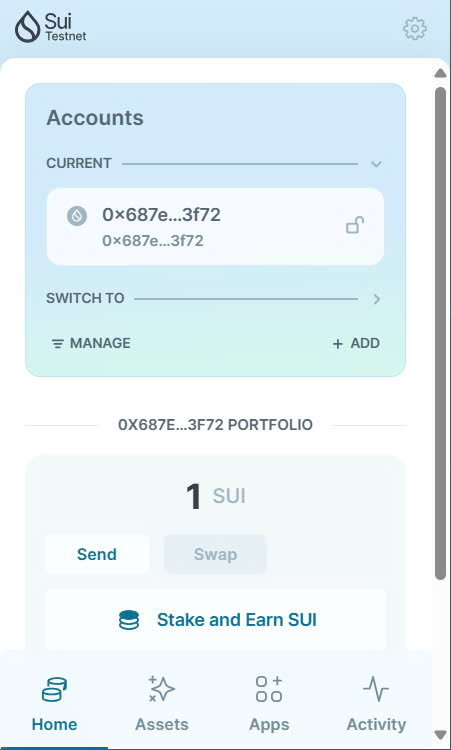 Sui
Testnet
Accounts
CURRENT
0×687e...3f72
0×687e...3f72
SWITCH TO
MANAGE
+ ADD
0X687E...3F72 PORTFOLIO
1 SUI
Send
Swap
Stake and Earn SUI
Home
Assets
Apps
Activity